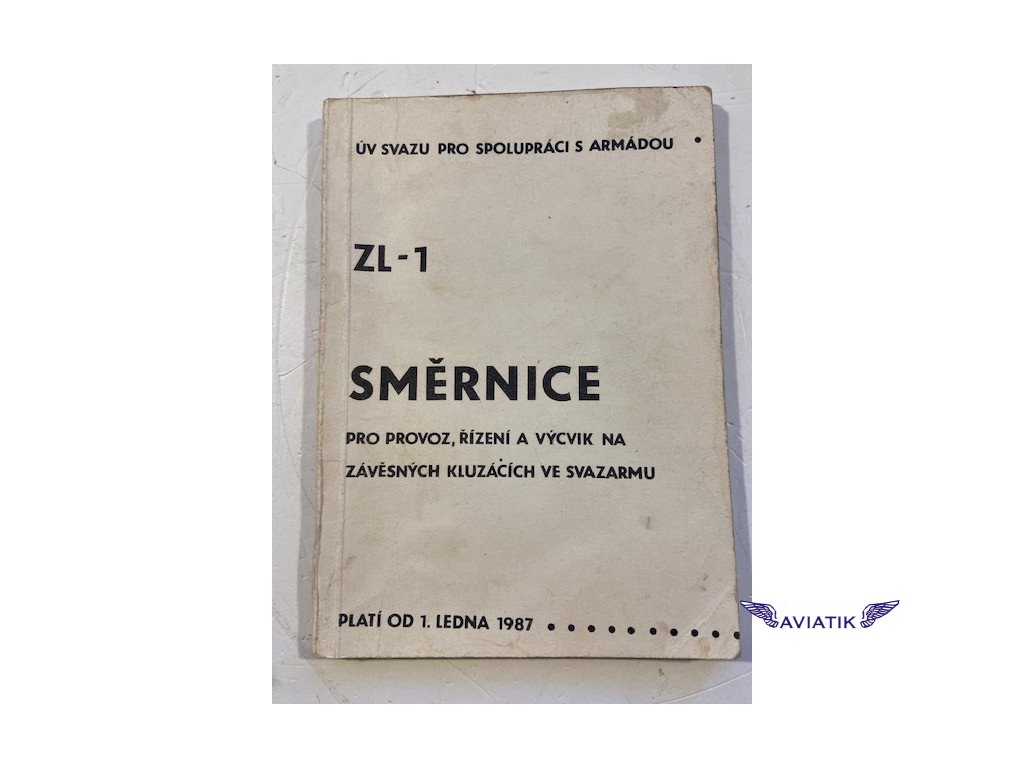 ÚV SVAZU PRO SPOLUPRÁCI S ARMÁDOU
ZL-1
SMĚRNICE
PRO PROVOZ, ŘÍZENÍ A VÝCVIK NA
ZÁVĚSNÝCH KLUZÁCÍCH VE SVAZARMU
PLATÍ OD 1. LEDNA 1987
AVIATIK